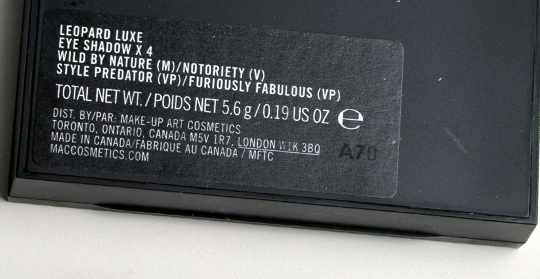 LEOPARD LUXE
EYE SHADOW X 4
WILD BY NATURE (M)/NOTORIETY (V)
STYLE PREDATOR (VP)/FURIOUSLY FABULOUS (VP)
TOTAL NET WT. / POIDS NET 5.6 g / 0.19 US OZ ℮
DIST. BY/PAR: MAKE-UP ART COSMETICS
TORONTO, ONTARIO, CANADA M5V 1R7, LONDON W1K 3BQ
MADE IN CANADA/FABRIQUE AU CANADA / MFTC
MACCOSMETICS.COM
A70